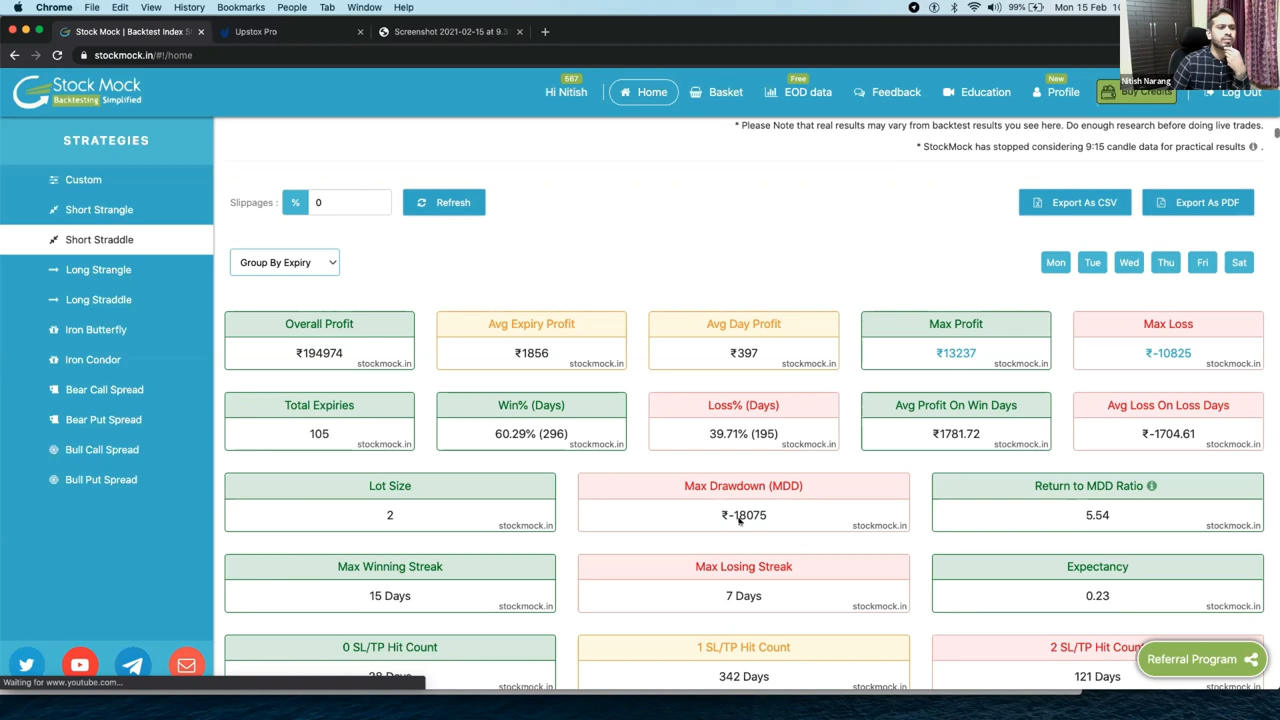 Chrome File Edit View History Bookmarks People Tab Window Help 99% Mon 15 Feb
Stock Mock | Backtest Index S
Upstox Pro
Screenshot 2021-02-15 at 9.3
stockmock.in/#!/home
Nitish Narang
Stock Mock
Backtesting Simplified
567
Hi Nitish
Home
Basket
Free
EOD data
Feedback
Education
New
Profile
Buy Credits
Log Out
STRATEGIES
Custom
Short Strangle
Short Straddle
Long Strangle
Long Straddle
Iron Butterfly
Iron Condor
Bear Call Spread
Bear Put Spread
Bull Call Spread
Bull Put Spread
* Please Note that real results may vary from backtest results you see here. Do enough research before doing live trades.
* StockMock has stopped considering 9:15 candle data for practical results .
Slippages : % 0 Refresh
Export As CSV
Export As PDF
Group By Expiry
Mon Tue Wed Thu Fri Sat
Overall Profit
₹194974
stockmock.in
Avg Expiry Profit
₹1856
stockmock.in
Avg Day Profit
₹397
stockmock.in
Max Profit
₹13237
stockmock.in
Max Loss
₹-10825
stockmock.in
Total Expiries
105
stockmock.in
Win% (Days)
60.29% (296)
stockmock.in
Loss% (Days)
39.71% (195)
stockmock.in
Avg Profit On Win Days
₹1781.72
stockmock.in
Avg Loss On Loss Days
₹-1704.61
stockmock.in
Lot Size
2
stockmock.in
Max Drawdown (MDD)
₹-18075
stockmock.in
Return to MDD Ratio
5.54
stockmock.in
Max Winning Streak
15 Days
stockmock.in
Max Losing Streak
7 Days
stockmock.in
Expectancy
0.23
stockmock.in
0 SL/TP Hit Count
28 Days
stockmock.in
1 SL/TP Hit Count
342 Days
stockmock.in
2 SL/TP Hit Count
121 Days
stockmock.in
Referral Program
Waiting for www.youtube.com...